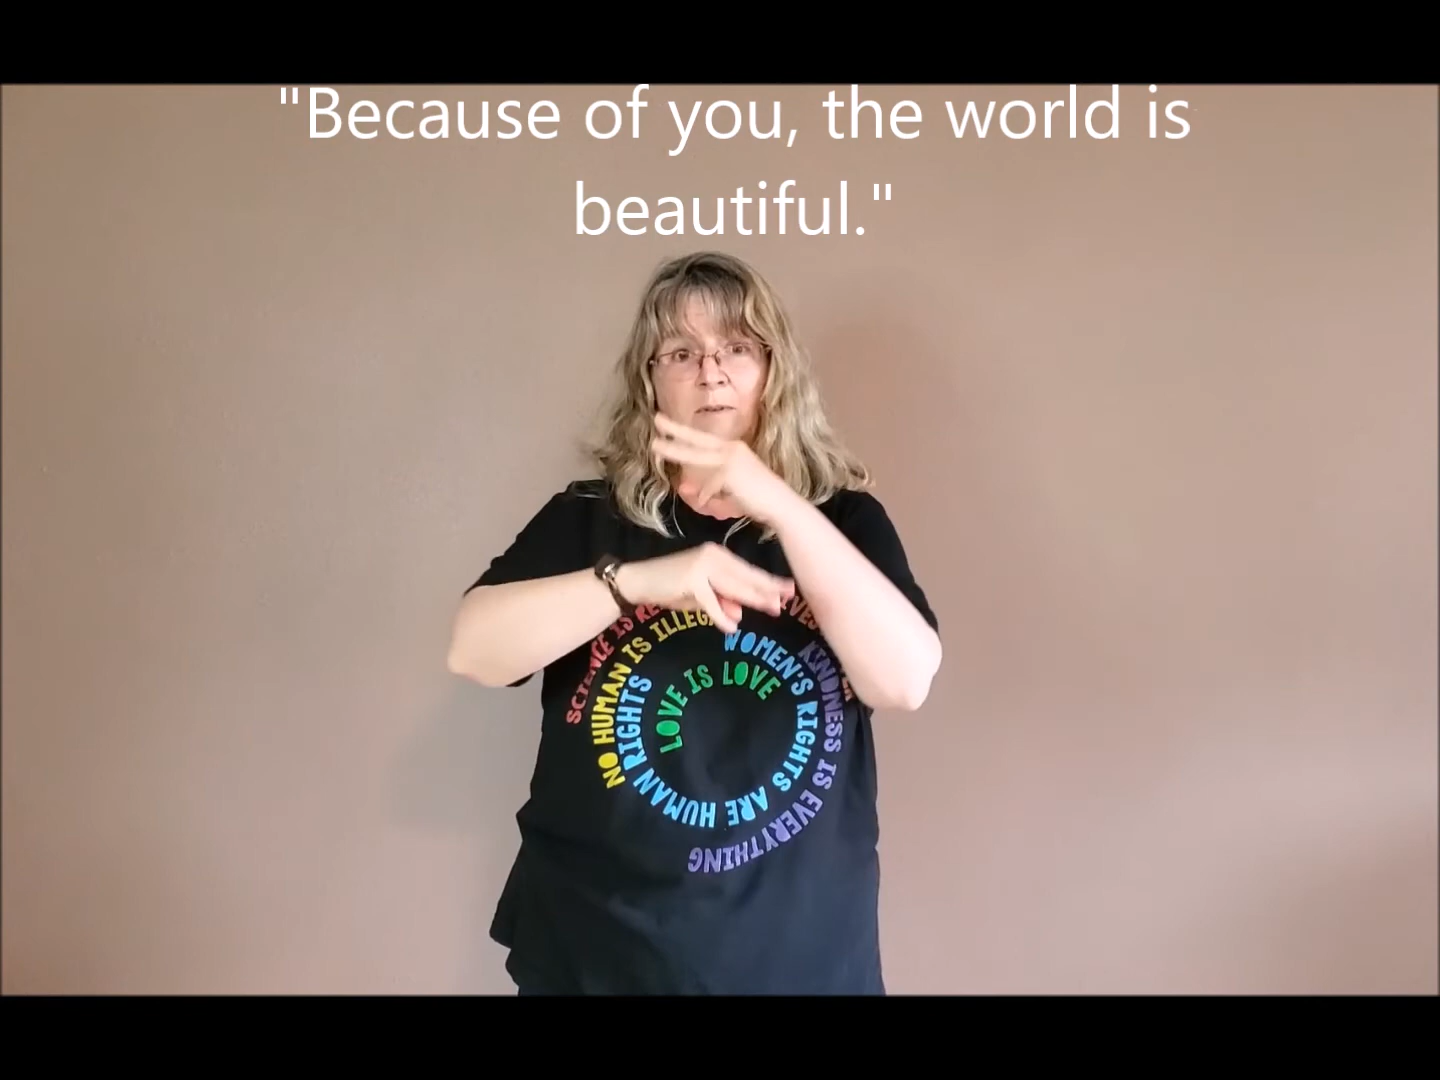 "Because of you, the world is
beautiful."
SCIENCE IS
NO HUMAN IS
WOMEN'S RIGHTS ARE HUMAN RIGHTS
LOVE IS LOVE
KINDNESS IS EVERYTHING